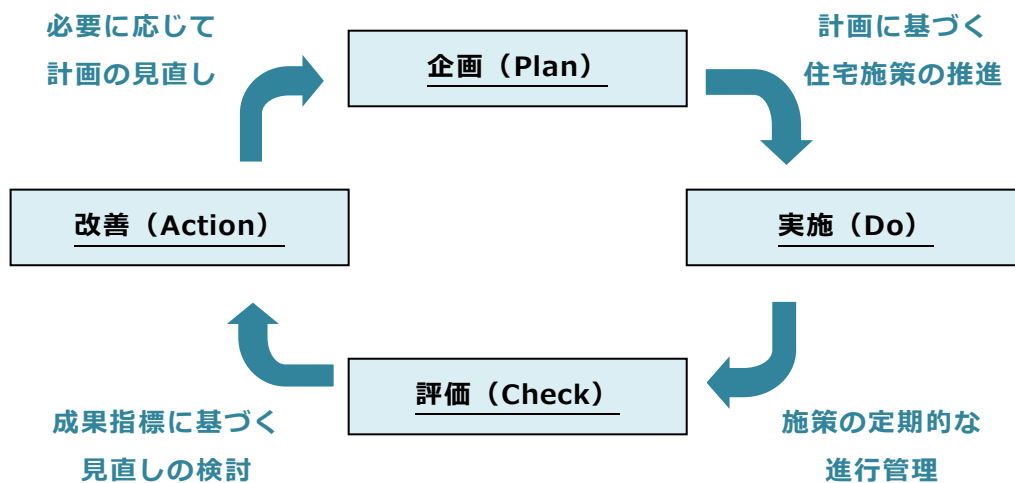 必要に応じて
計画の見直し
企画（Plan）
計画に基づく
住宅施策の推進
改善（Action）
実施（Do）
評価（Check）
成果指標に基づく
見直しの検討
施策の定期的な
進行管理